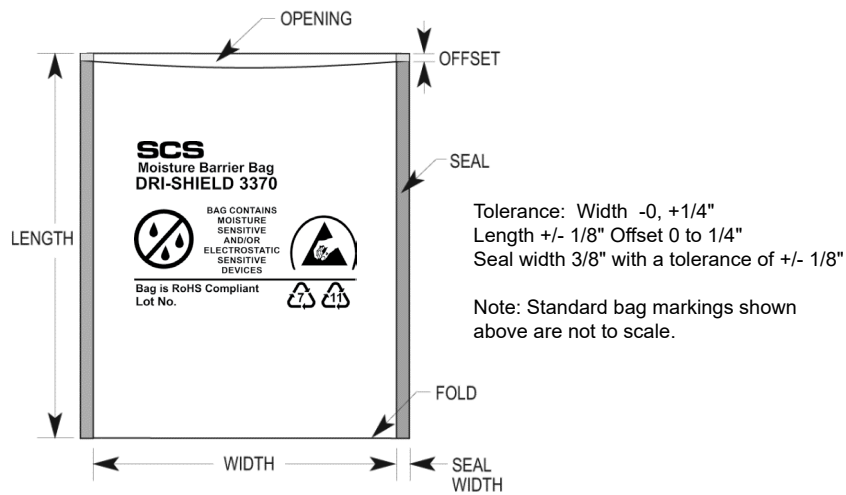 OPENING
OFFSET
SCS
Moisture Barrier Bag
DRI-SHIELD 3370
SEAL
BAG CONTAINS
MOISTURE
SENSITIVE
AND/OR
ELECTROSTATIC
SENSITIVE
DEVICES
LENGTH
Bag is RoHS Compliant
Lot No.
7
11
Tolerance: Width -0, +1/4"
Length +/- 1/8" Offset 0 to 1/4"
Seal width 3/8" with a tolerance of +/- 1/8"
Note: Standard bag markings shown
above are not to scale.
FOLD
WIDTH
SEAL
WIDTH